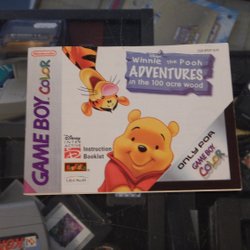 Nintendo
GAME BOY COLOR
Winnie the Pooh
ADVENTURES
in the 100 acre wood
Disney
INTERACTIVE
Instruction
Booklet
ONLY FOR
GAME BOY
COLOR